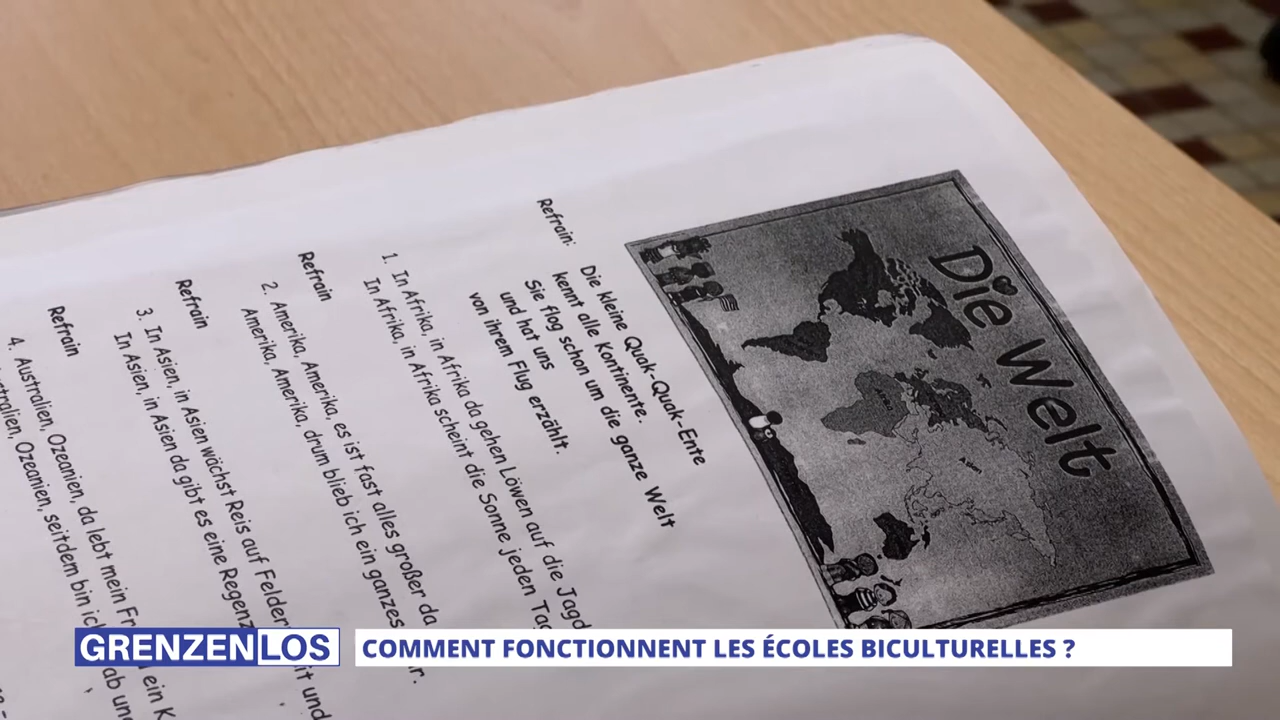 Die Welt
Refrain: Die kleine Quak-Quak-Ente
kennt alle Kontinente.
Sie flog schon um die ganze Welt
und hat uns
von ihrem Flug erzählt.
1. In Afrika, in Afrika da gehen Löwen auf die Jagd
In Afrika, in Afrika scheint die Sonne jeden
Refrain
2. Amerika, Amerika, es ist fast alles großer da
Amerika, Amerika, drum blieb ich ein ganzes
Refrain
3. In Asien, in Asien wächst Reis auf
In Asien, in Asien da gibt es eine
Refrain
4. Australien, Ozeanien, da lebt mein
Ozeanien, seitdem bin
GRENZENLOS
COMMENT FONCTIONNENT LES ÉCOLES BICULTURELLES ?